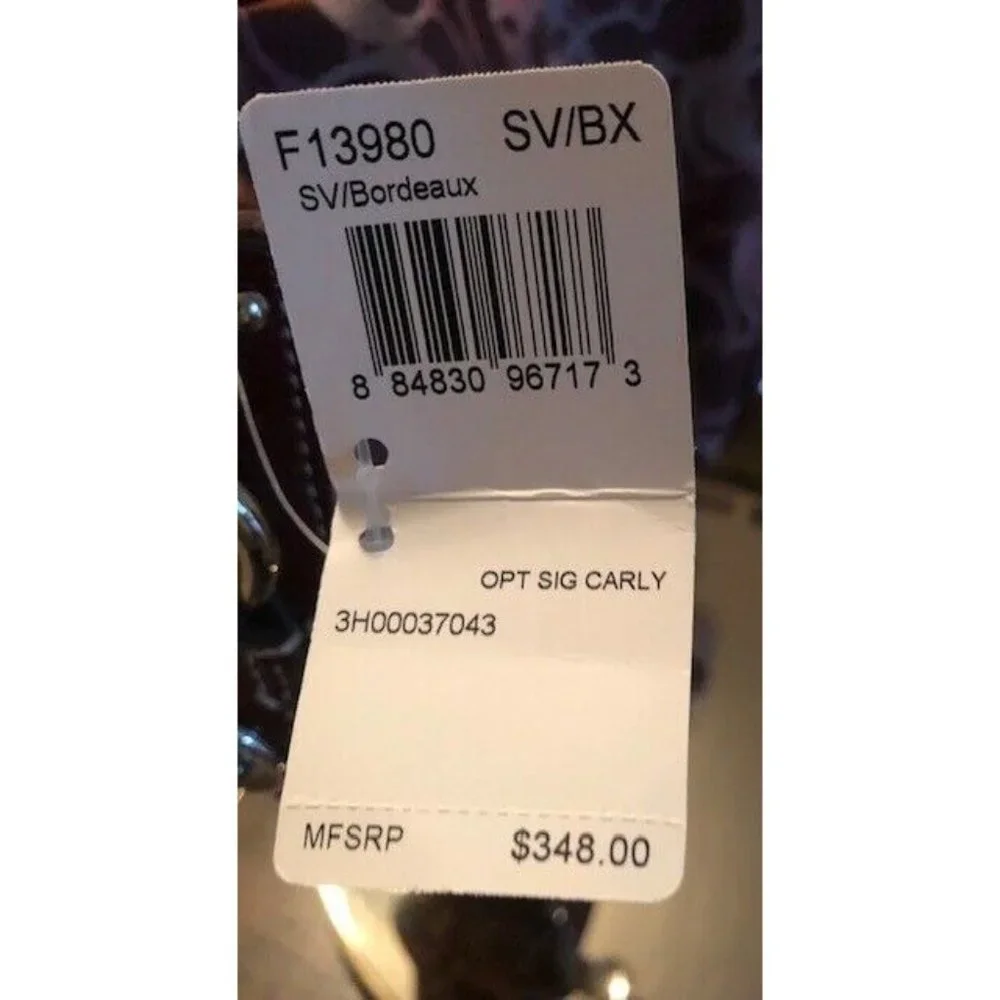 F13980 SV/BX
SV/Bordeaux
8 84830 96717 3
OPT SIG CARLY
3H00037043
MFSRP $348.00